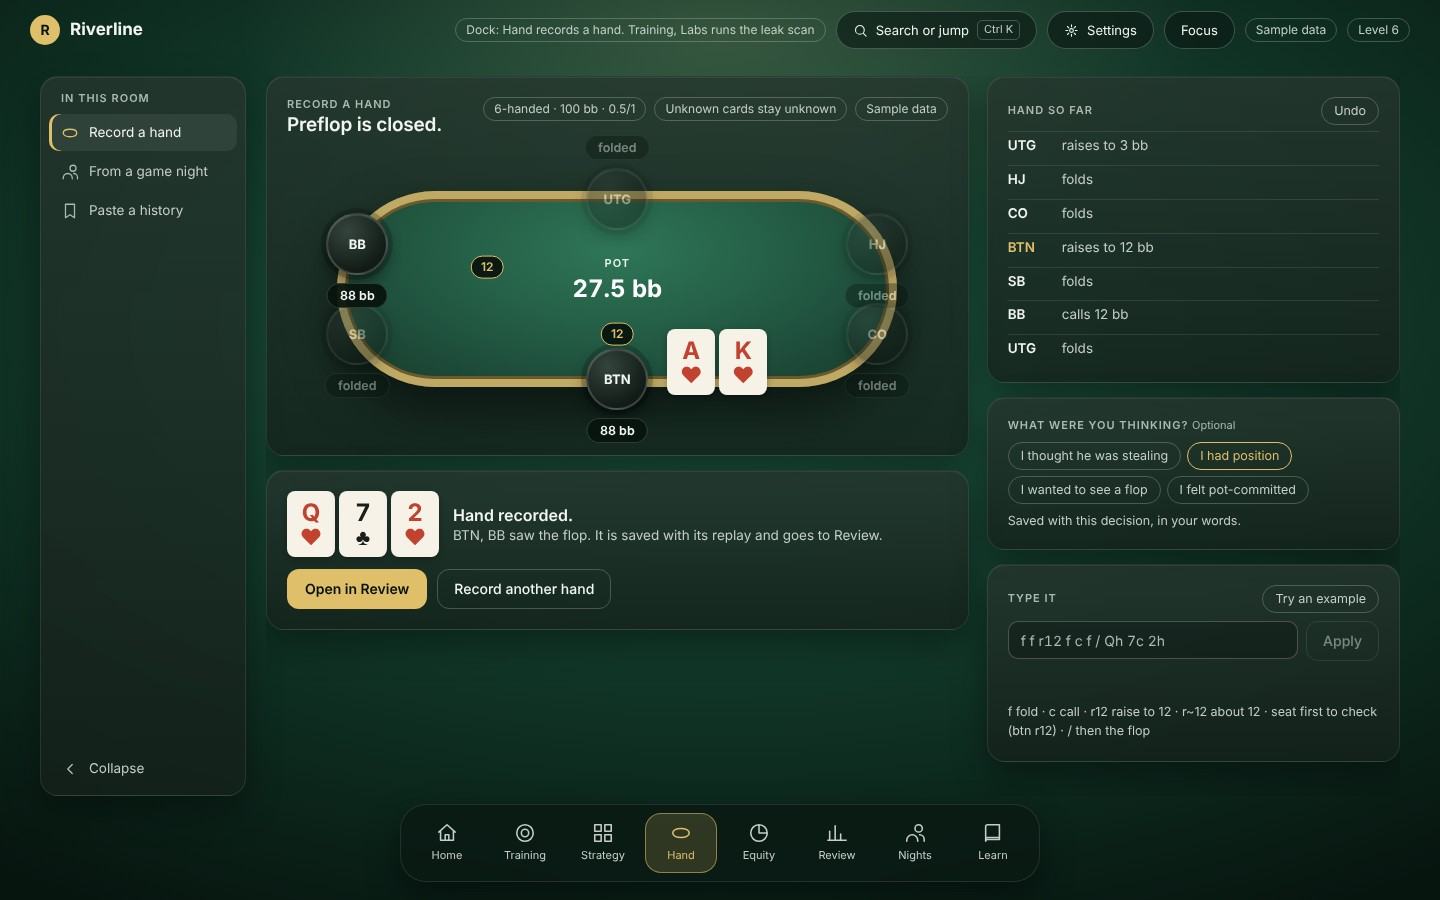 R Riverline
Dock: Hand records a hand. Training, Labs runs the leak scan
Search or jump Ctrl K
Settings
Focus
Sample data
Level 6
IN THIS ROOM
Record a hand
From a game night
Paste a history
Collapse
RECORD A HAND
Preflop is closed.
6-handed · 100 bb · 0.5/1
Unknown cards stay unknown
Sample data
folded
UTG
BB
HJ
12
POT
27.5 bb
88 bb
folded
SB
12
CO
A K
folded
BTN
folded
88 bb
Q 7 2
Hand recorded.
BTN, BB saw the flop. It is saved with its replay and goes to Review.
Open in Review
Record another hand
HAND SO FAR
Undo
UTG raises to 3 bb
HJ folds
CO folds
BTN raises to 12 bb
SB folds
BB calls 12 bb
UTG folds
WHAT WERE YOU THINKING? Optional
I thought he was stealing
I had position
I wanted to see a flop
I felt pot-committed
Saved with this decision, in your words.
TYPE IT
Try an example
f f r12 f c f / Qh 7c 2h
Apply
f fold · c call · r12 raise to 12 · r~12 about 12 · seat first to check
(btn r12) · / then the flop
Home
Training
Strategy
Hand
Equity
Review
Nights
Learn